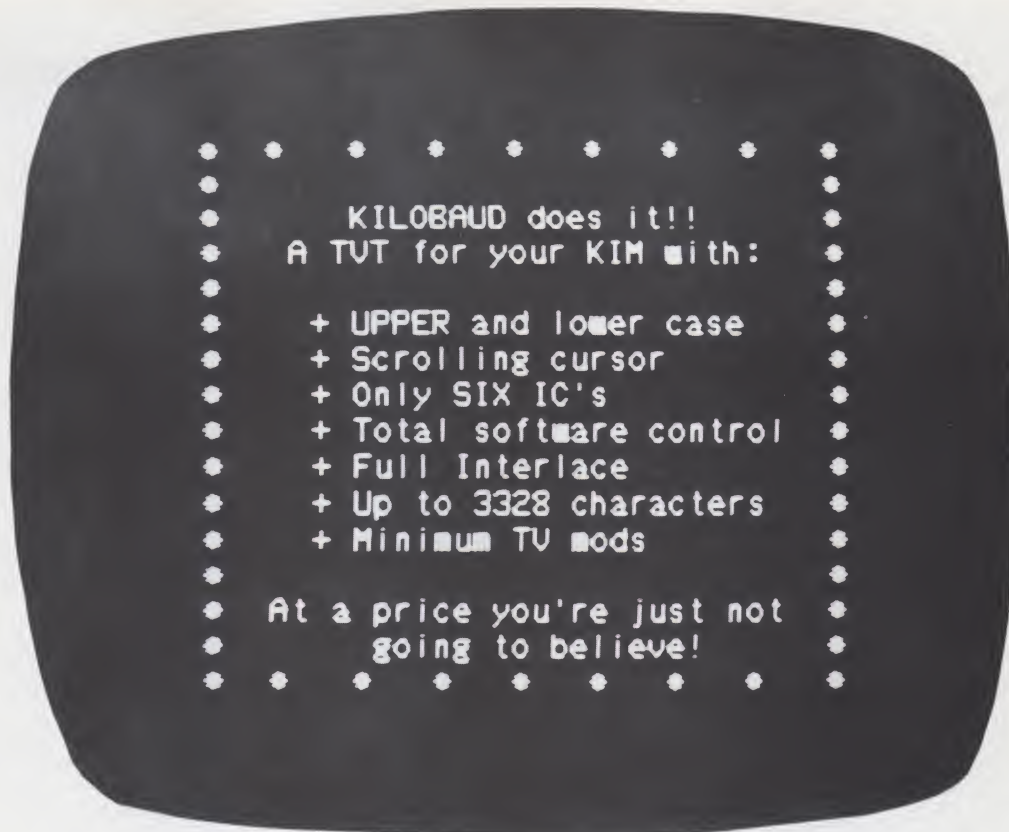 KILOBAUD does it!!
A TVT for your KIM with:
+ UPPER and lower case
+ Scrolling cursor
+ Only SIX IC's
+ Total software control
+ Full Interlace
+ Up to 3328 characters
+ Minimum TV mods
At a price you're just not
going to believe!